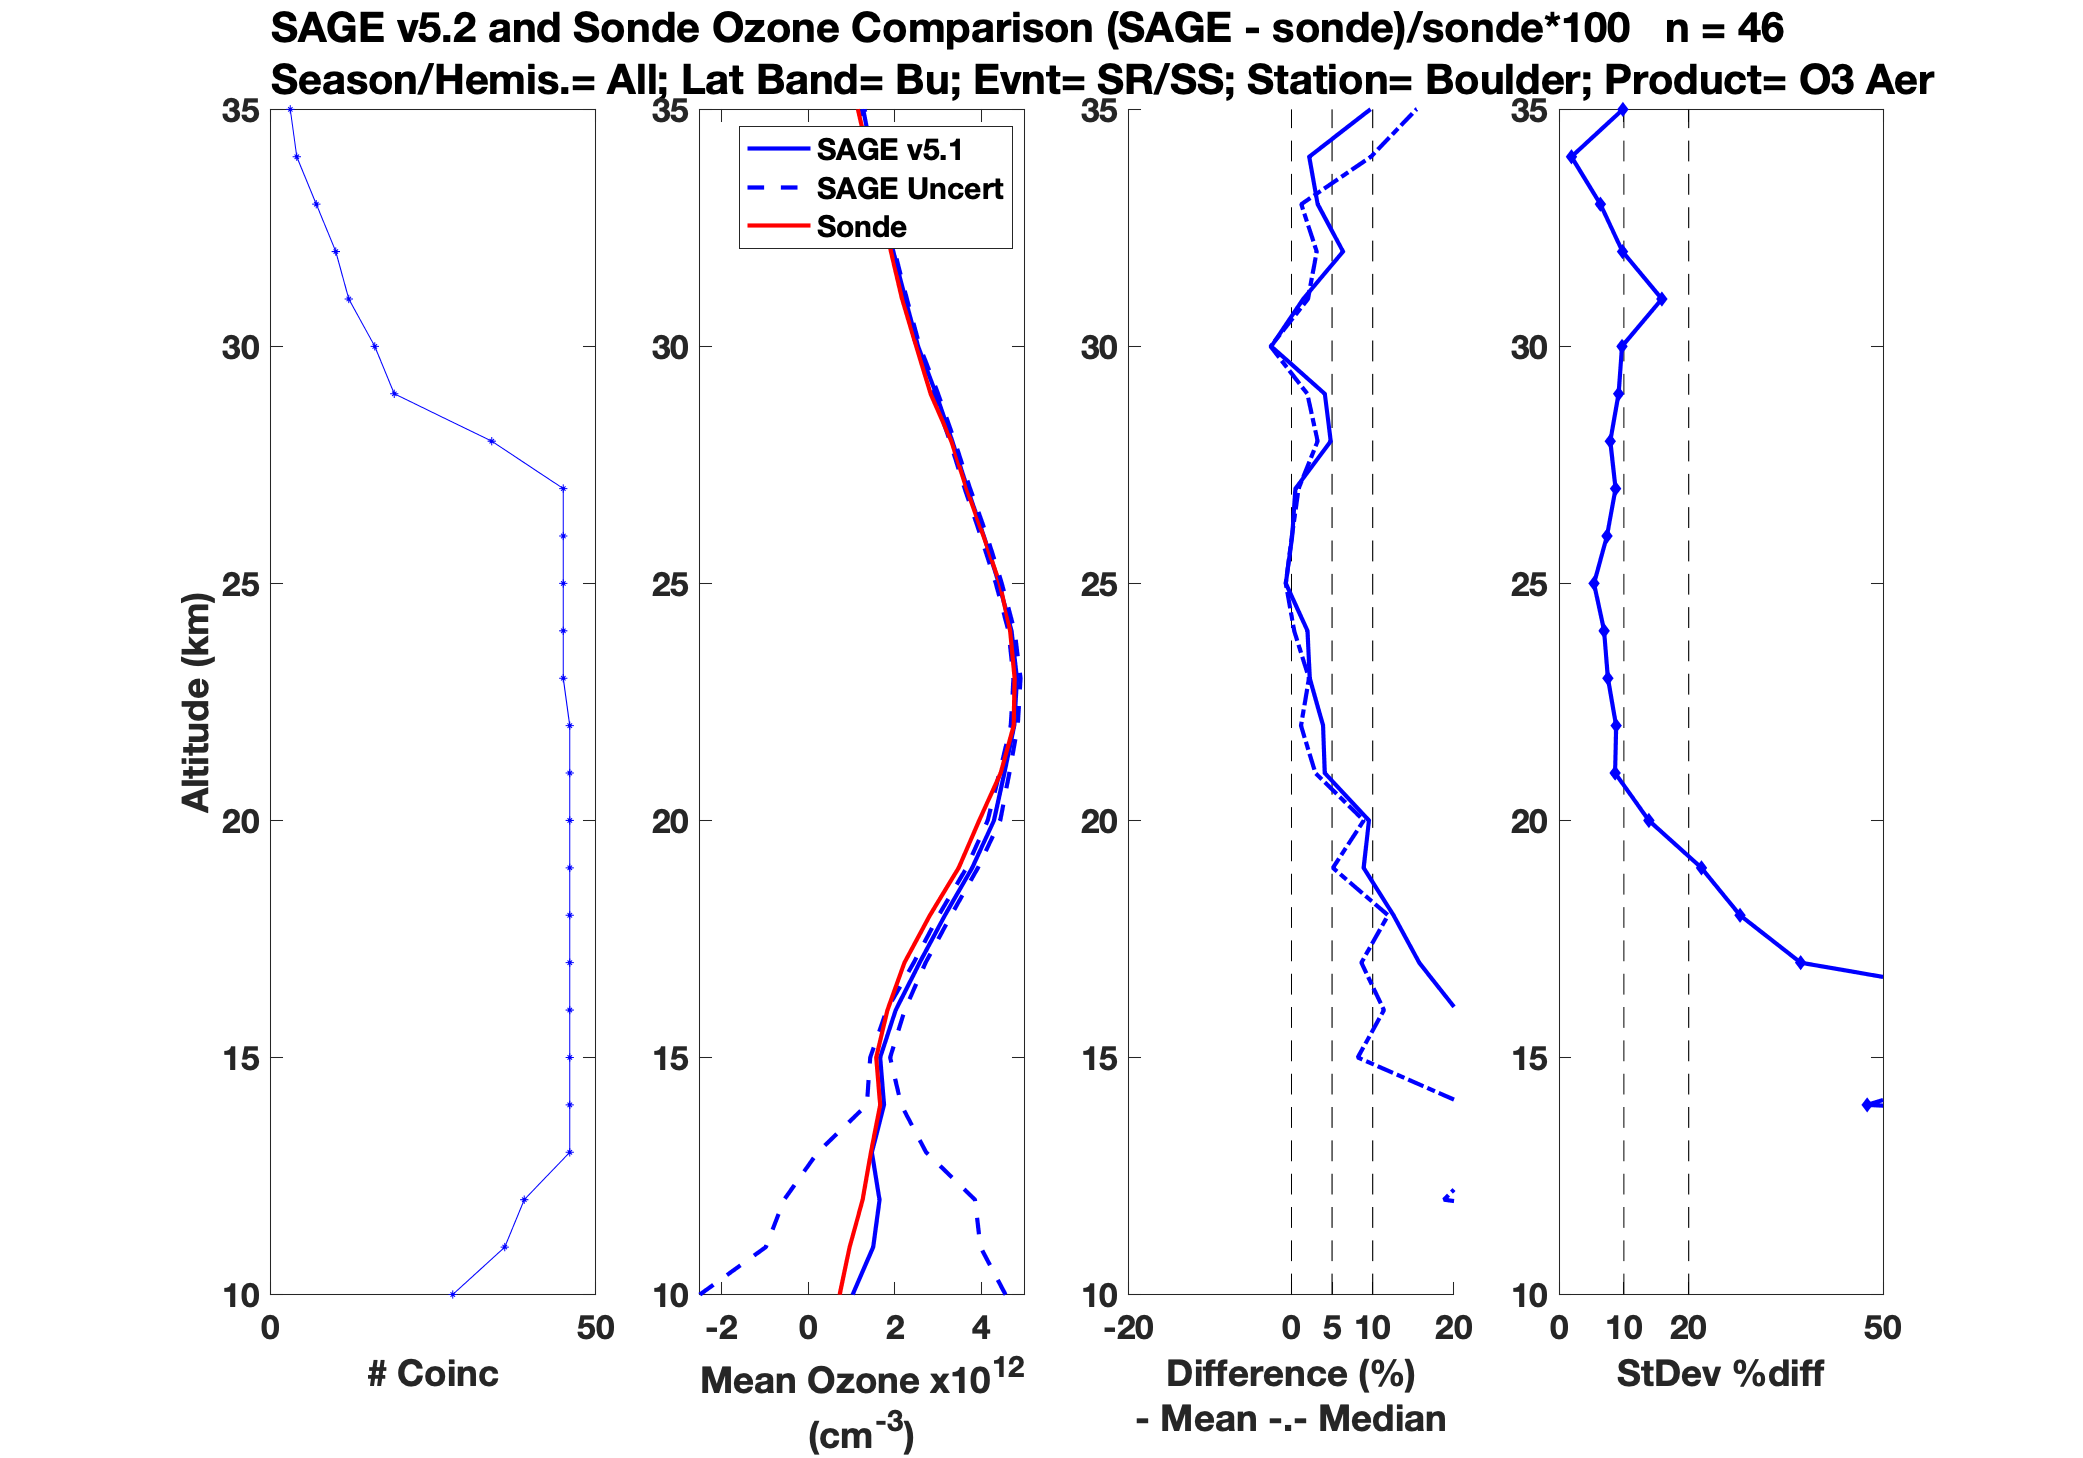 SAGE v5.2 and Sonde Ozone Comparison (SAGE - sonde)/sonde*100 n = 46
Season/Hemis.= All; Lat Band= Bu; Evnt= SR/SS; Station= Boulder; Product= O3 Aer
Altitude (km)
35
30
25
20
15
10
0 50
# Coinc
35
30
25
20
15
10
-2 0 2 4
Mean Ozone x10^12
(cm^-3)
SAGE v5.1
SAGE Uncert
Sonde
35
30
25
20
15
10
-20 0 5 10 20
Difference (%)
- Mean -.- Median
35
30
25
20
15
10
0 10 20 50
StDev %diff